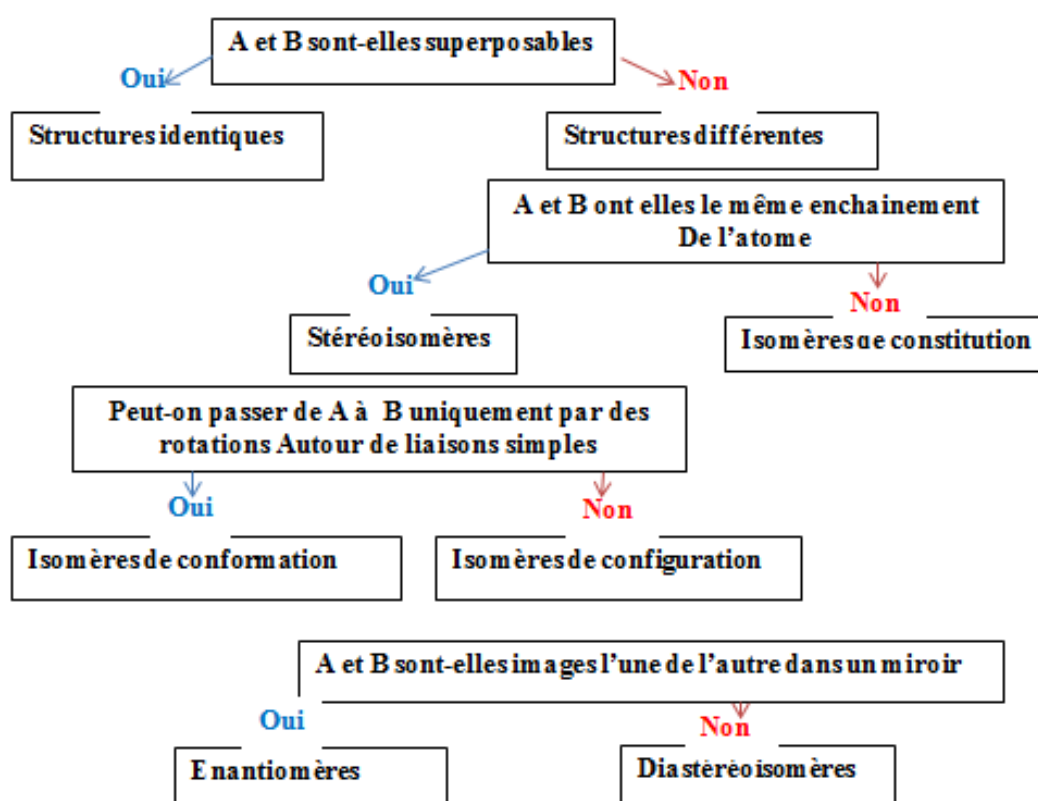 A et B sont-elles superposables
Oui
Non
Structures identiques
Structures différentes
A et B ont elles le même enchainement
De l'atome
Oui
Non
Stéréoisomères
Isomères de constitution
Peut-on passer de A à B uniquement par des
rotations Autour de liaisons simples
Oui
Non
Isomères de conformation
Isomères de configuration
A et B sont-elles images l'une de l'autre dans un miroir
Oui
Non
Enantiomères
Diastéréoisomères